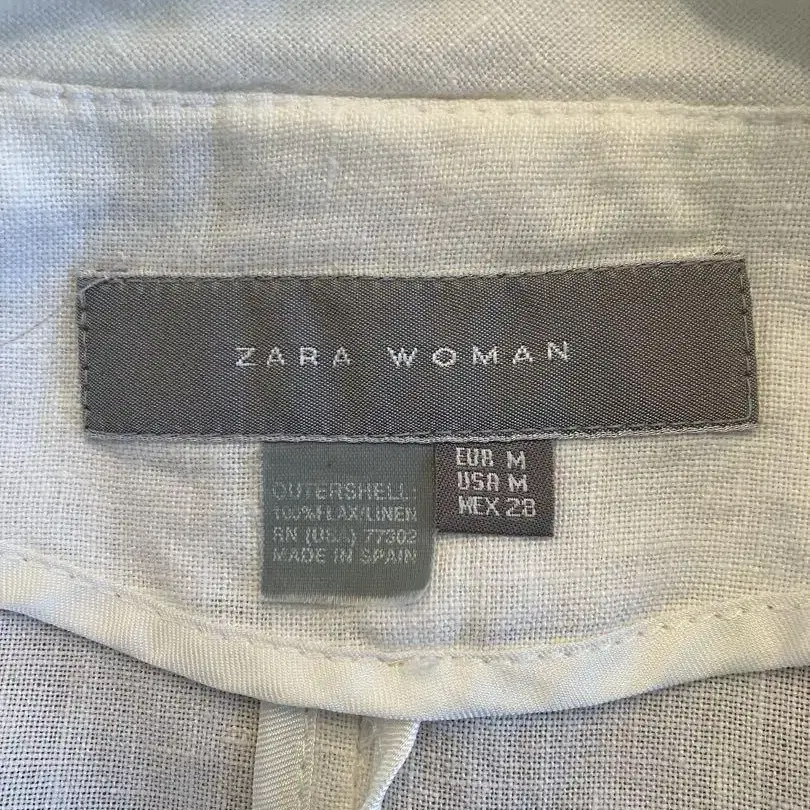 ZARA WOMAN
OUTERSHELL:
100%FLAX/LINEN
RN (USA) 77302
MADE IN SPAIN
EUR M
USA M
MEX 28